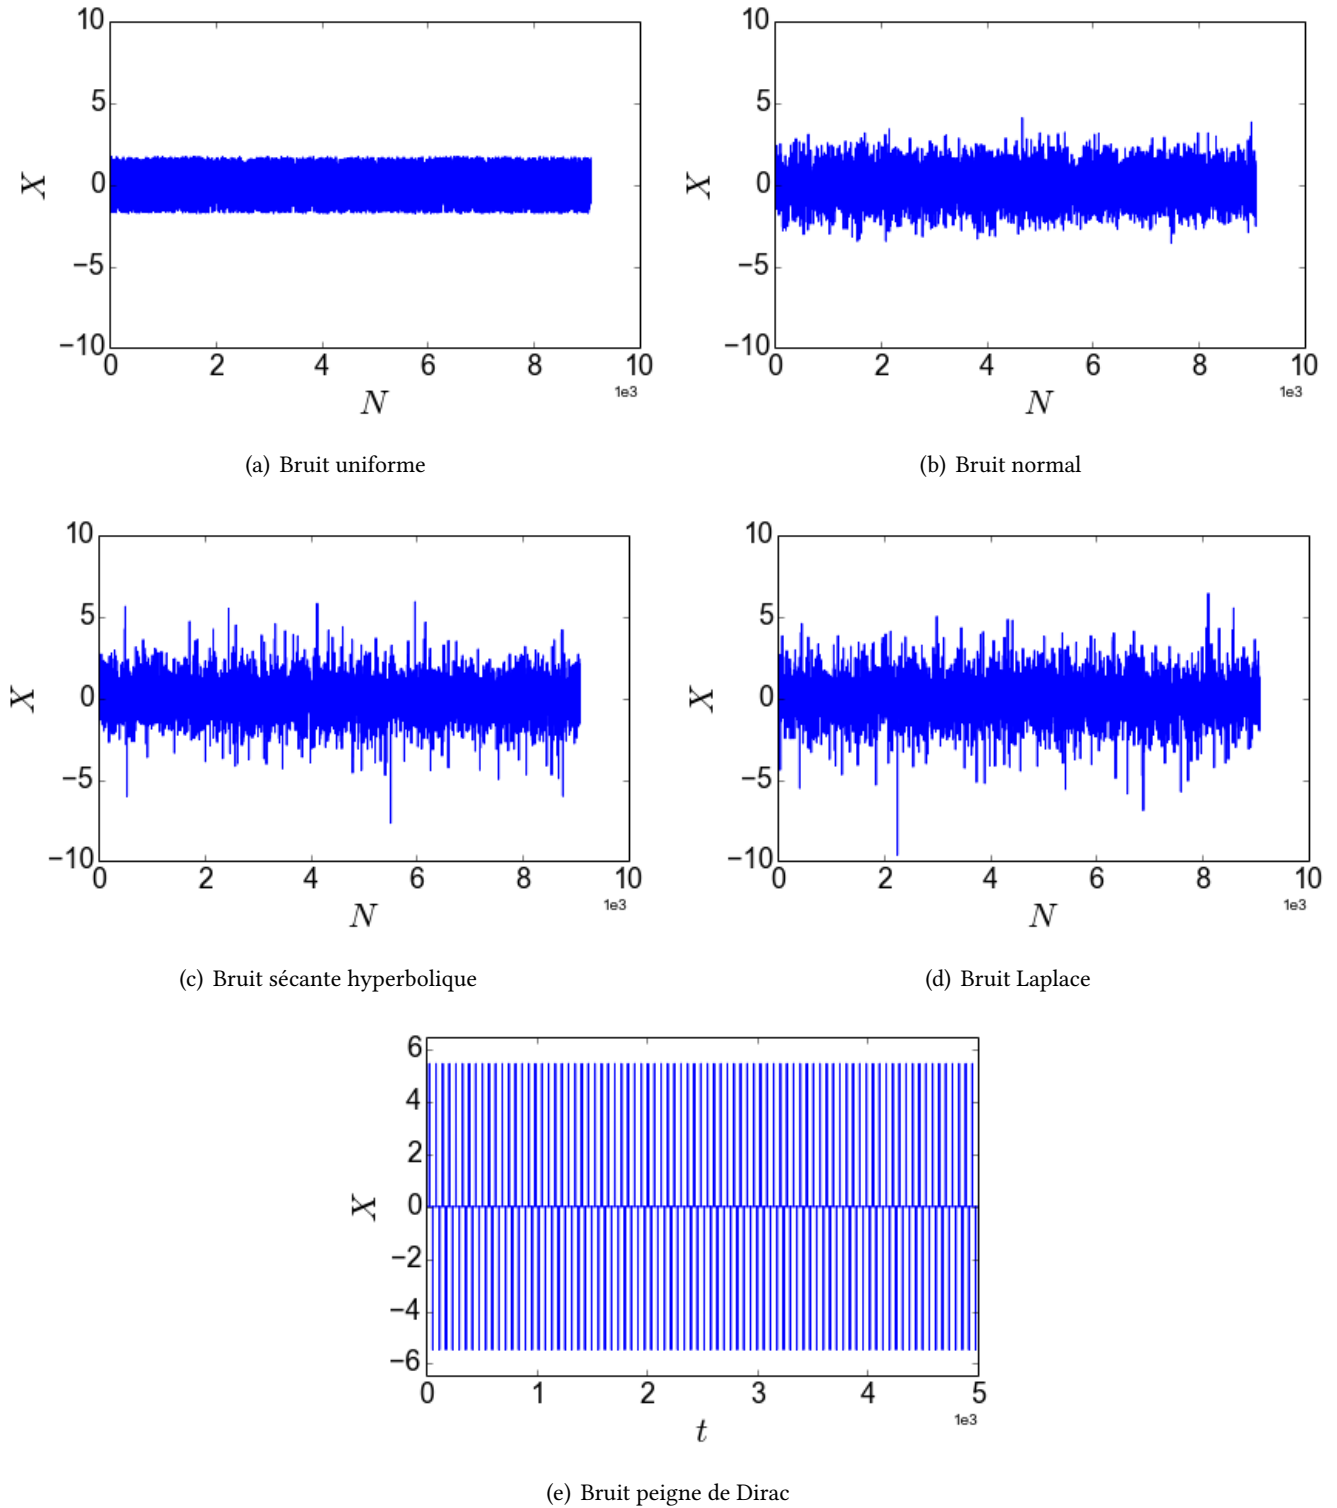 10
5
0
−5
−10
X
0 2 4 6 8 10
1e3
N
(a) Bruit uniforme
10
5
0
−5
−10
X
0 2 4 6 8 10
1e3
N
(b) Bruit normal
10
5
0
−5
−10
X
0 2 4 6 8 10
1e3
N
(c) Bruit sécante hyperbolique
10
5
0
−5
−10
X
0 2 4 6 8 10
1e3
N
(d) Bruit Laplace
6
4
2
0
−2
−4
−6
X
0 1 2 3 4 5
1e3
t
(e) Bruit peigne de Dirac